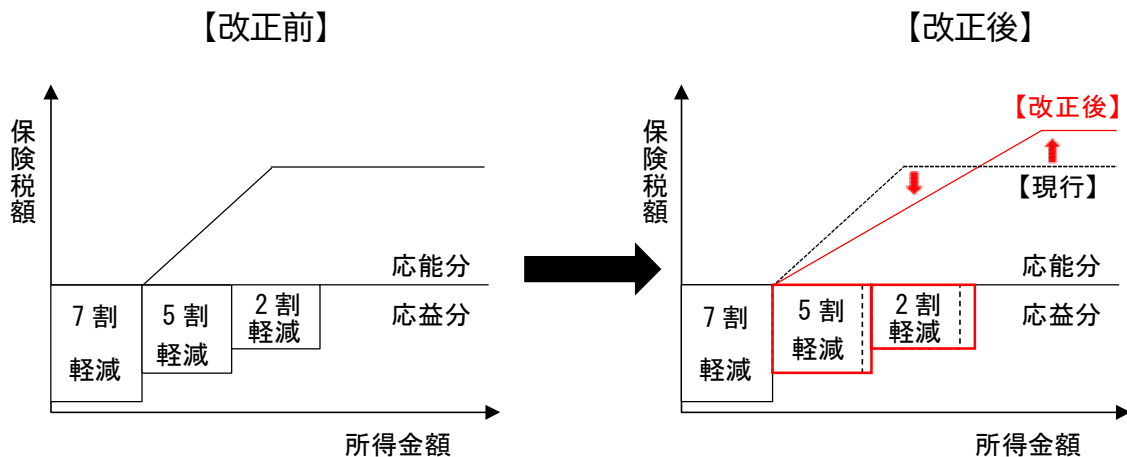 【改正前】
保険税額
応能分
応益分
7割
軽減
5割
軽減
2割
軽減
所得金額
【改正後】
保険税額
【改正後】
【現行】
応能分
応益分
7割
軽減
5割
軽減
2割
軽減
所得金額